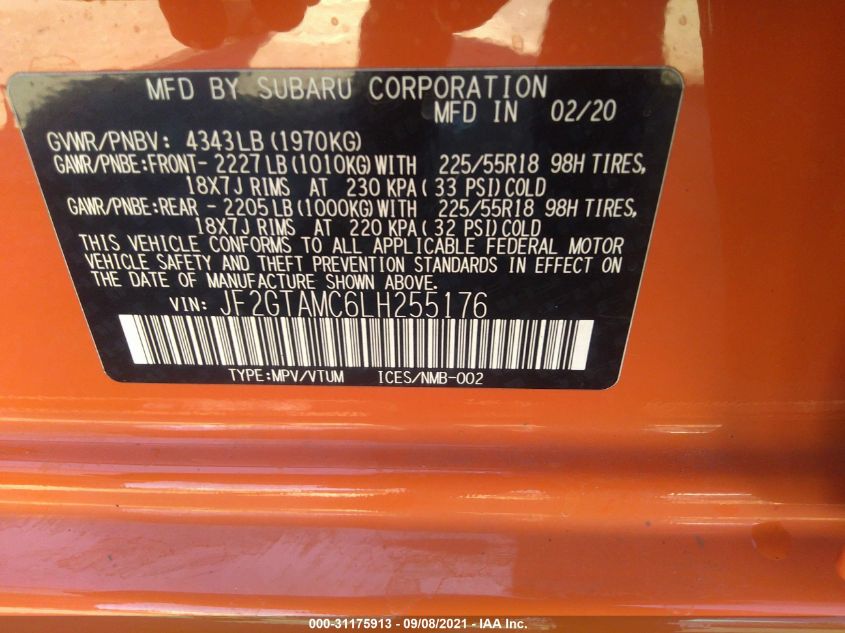 MFD BY SUBARU CORPORATION
MFD IN 02/20
GVWR/PNBV: 4343LB (1970KG)
GAWR/PNBE:FRONT- 2227LB (1010KG) WITH 225/55R18 98H TIRES,
18X7J RIMS AT 230 KPA( 33 PSI) COLD
GAWR/PNBE:REAR - 2205LB (1000KG) WITH 225/55R18 98H TIRES,
18X7J RIMS AT 220 KPA( 32 PSI) COLD
THIS VEHICLE CONFORMS TO ALL APPLICABLE FEDERAL MOTOR
VEHICLE SAFETY AND THEFT PREVENTION STANDARDS IN EFFECT ON
THE DATE OF MANUFACTURE SHOWN ABOVE.
VIN: JF2GTAMC6LH255176
TYPE:MPV/VTUM ICES/NMB-002
000-31175913 - 09/08/2021 - IAA Inc.